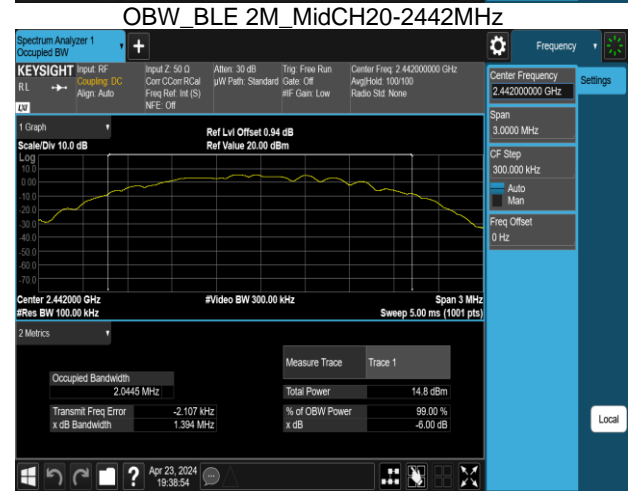 OBW_BLE 2M_MidCH20-2442MHz
Spectrum Analyzer 1
Occupied BW
+
Frequency
KEYSIGHT
RL
LXI
Input: RF
Coupling: DC
Align: Auto
Input Z: 50 Ω
Corr CCorr RCal
Freq Ref: Int (S)
NFE: Off
Atten: 30 dB
µW Path: Standard
Trig: Free Run
Gate: Off
#IF Gain: Low
Center Freq: 2.442000000 GHz
Avg|Hold: 100/100
Radio Std: None
Center Frequency
2.442000000 GHz
Settings
Span
3.0000 MHz
CF Step
300.000 kHz
Auto
Man
Freq Offset
0 Hz
1 Graph
Scale/Div 10.0 dB
Ref Lvl Offset 0.94 dB
Ref Value 20.00 dBm
Log
10.0
0.00
-10.0
-20.0
-30.0
-40.0
-50.0
-60.0
-70.0
Center 2.442000 GHz
#Res BW 100.00 kHz
#Video BW 300.00 kHz
Span 3 MHz
Sweep 5.00 ms (1001 pts)
2 Metrics
Measure Trace Trace 1
Occupied Bandwidth
2.0445 MHz
Total Power 14.8 dBm
Transmit Freq Error -2.107 kHz
x dB Bandwidth 1.394 MHz
% of OBW Power 99.00 %
x dB -6.00 dB
Local
?
Apr 23, 2024
19:38:54